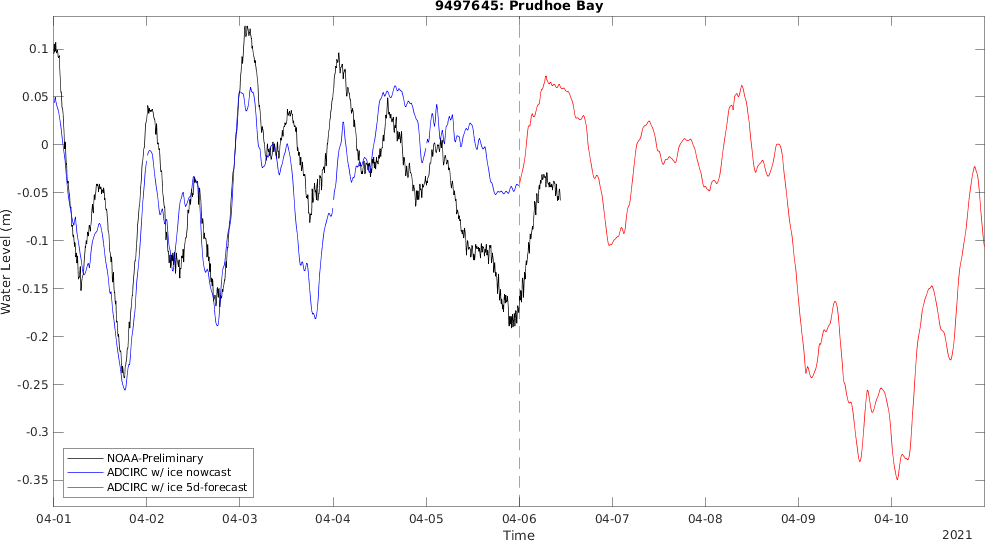 9497645: Prudhoe Bay
Water Level (m)
0.1
0.05
0
-0.05
-0.1
-0.15
-0.2
-0.25
-0.3
-0.35
NOAA-Preliminary
ADCIRC w/ ice nowcast
ADCIRC w/ ice 5d-forecast
04-01 04-02 04-03 04-04 04-05 04-06 04-07 04-08 04-09 04-10
Time
2021